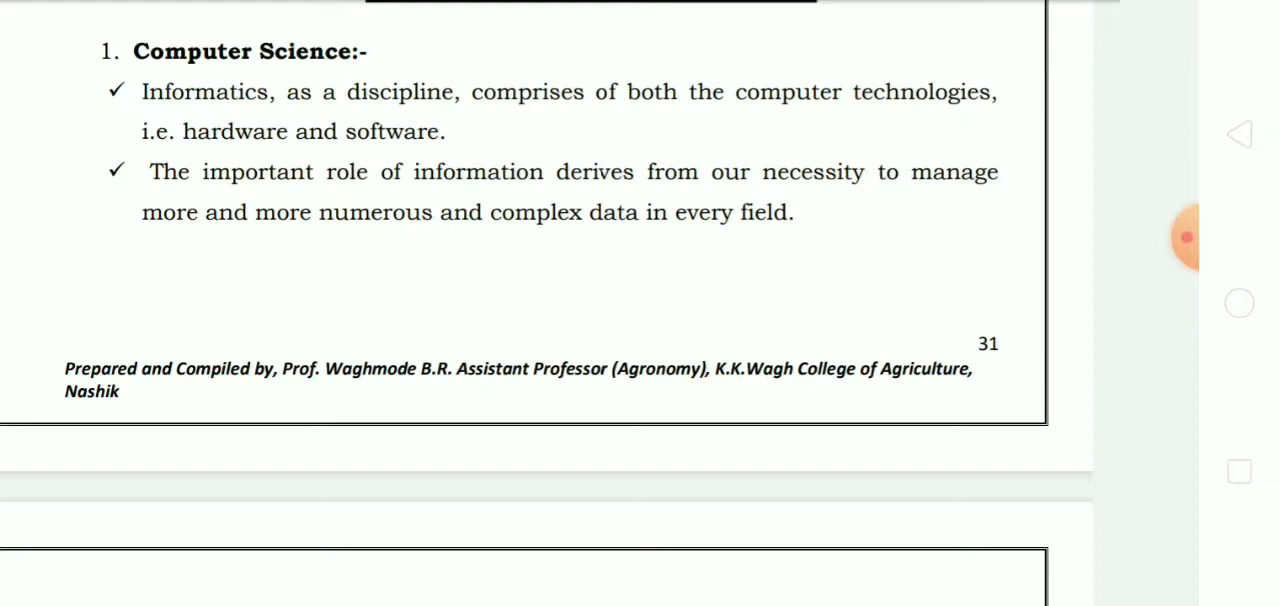 1. Computer Science:-
✓ Informatics, as a discipline, comprises of both the computer technologies,
i.e. hardware and software.
✓ The important role of information derives from our necessity to manage
more and more numerous and complex data in every field.
31
Prepared and Compiled by, Prof. Waghmode B.R. Assistant Professor (Agronomy), K.K.Wagh College of Agriculture,
Nashik